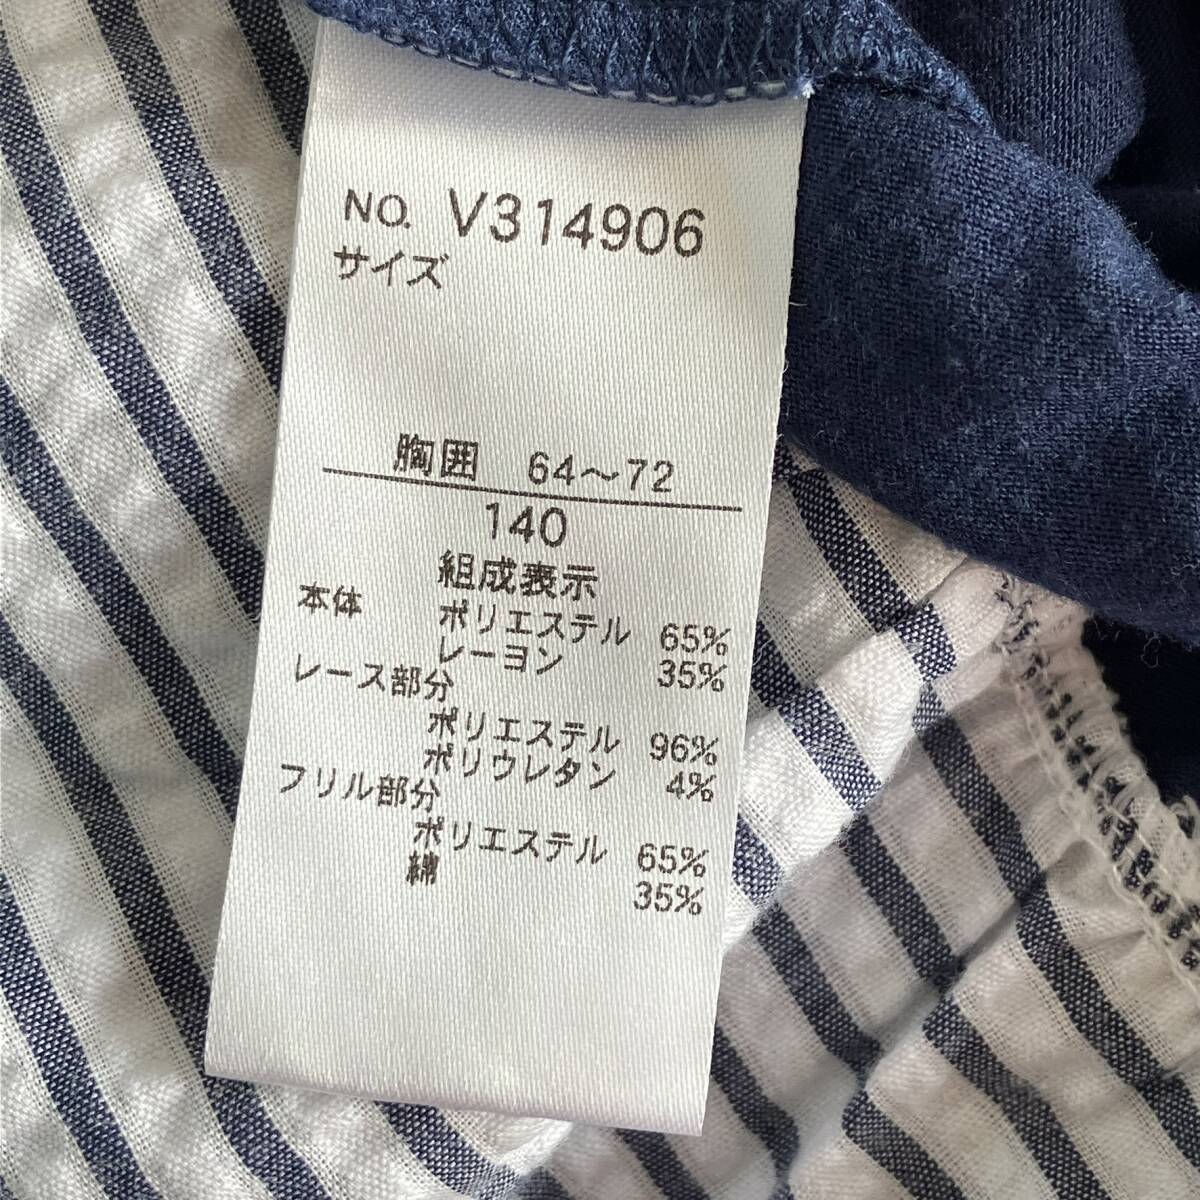 NO. V314906
サイズ
胸囲 64～72
140
組成表示
本体 ポリエステル 65%
レーヨン 35%
レース部分
ポリエステル 96%
ポリウレタン 4%
フリル部分
ポリエステル 65%
綿 35%